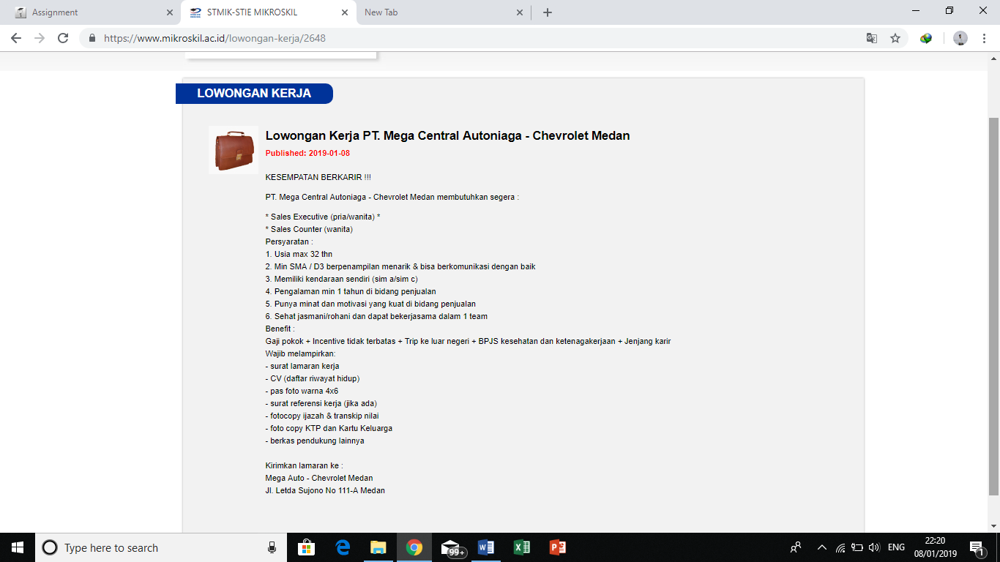 Assignment
STMIK-STIE MIKROSKIL
New Tab
https://www.mikroskil.ac.id/lowongan-kerja/2648
LOWONGAN KERJA
Lowongan Kerja PT. Mega Central Autoniaga - Chevrolet Medan
Published: 2019-01-08
KESEMPATAN BERKARIR !!!
PT. Mega Central Autoniaga - Chevrolet Medan membutuhkan segera :
* Sales Executive (pria/wanita) *
* Sales Counter (wanita)
Persyaratan :
1. Usia max 32 thn
2. Min SMA / D3 berpenampilan menarik & bisa berkomunikasi dengan baik
3. Memiliki kendaraan sendiri (sim a/sim c)
4. Pengalaman min 1 tahun di bidang penjualan
5. Punya minat dan motivasi yang kuat di bidang penjualan
6. Sehat jasmani/rohani dan dapat bekerjasama dalam 1 team
Benefit :
Gaji pokok + Incentive tidak terbatas + Trip ke luar negeri + BPJS kesehatan dan ketenagakerjaan + Jenjang karir
Wajib melampirkan:
- surat lamaran kerja
- CV (daftar riwayat hidup)
- pas foto warna 4x6
- surat referensi kerja (jika ada)
- fotocopy ijazah & transkip nilai
- foto copy KTP dan Kartu Keluarga
- berkas pendukung lainnya
Kirimkan lamaran ke :
Mega Auto - Chevrolet Medan
Jl. Letda Sujono No 111-A Medan
Type here to search
99+
ENG
22:20
08/01/2019
1